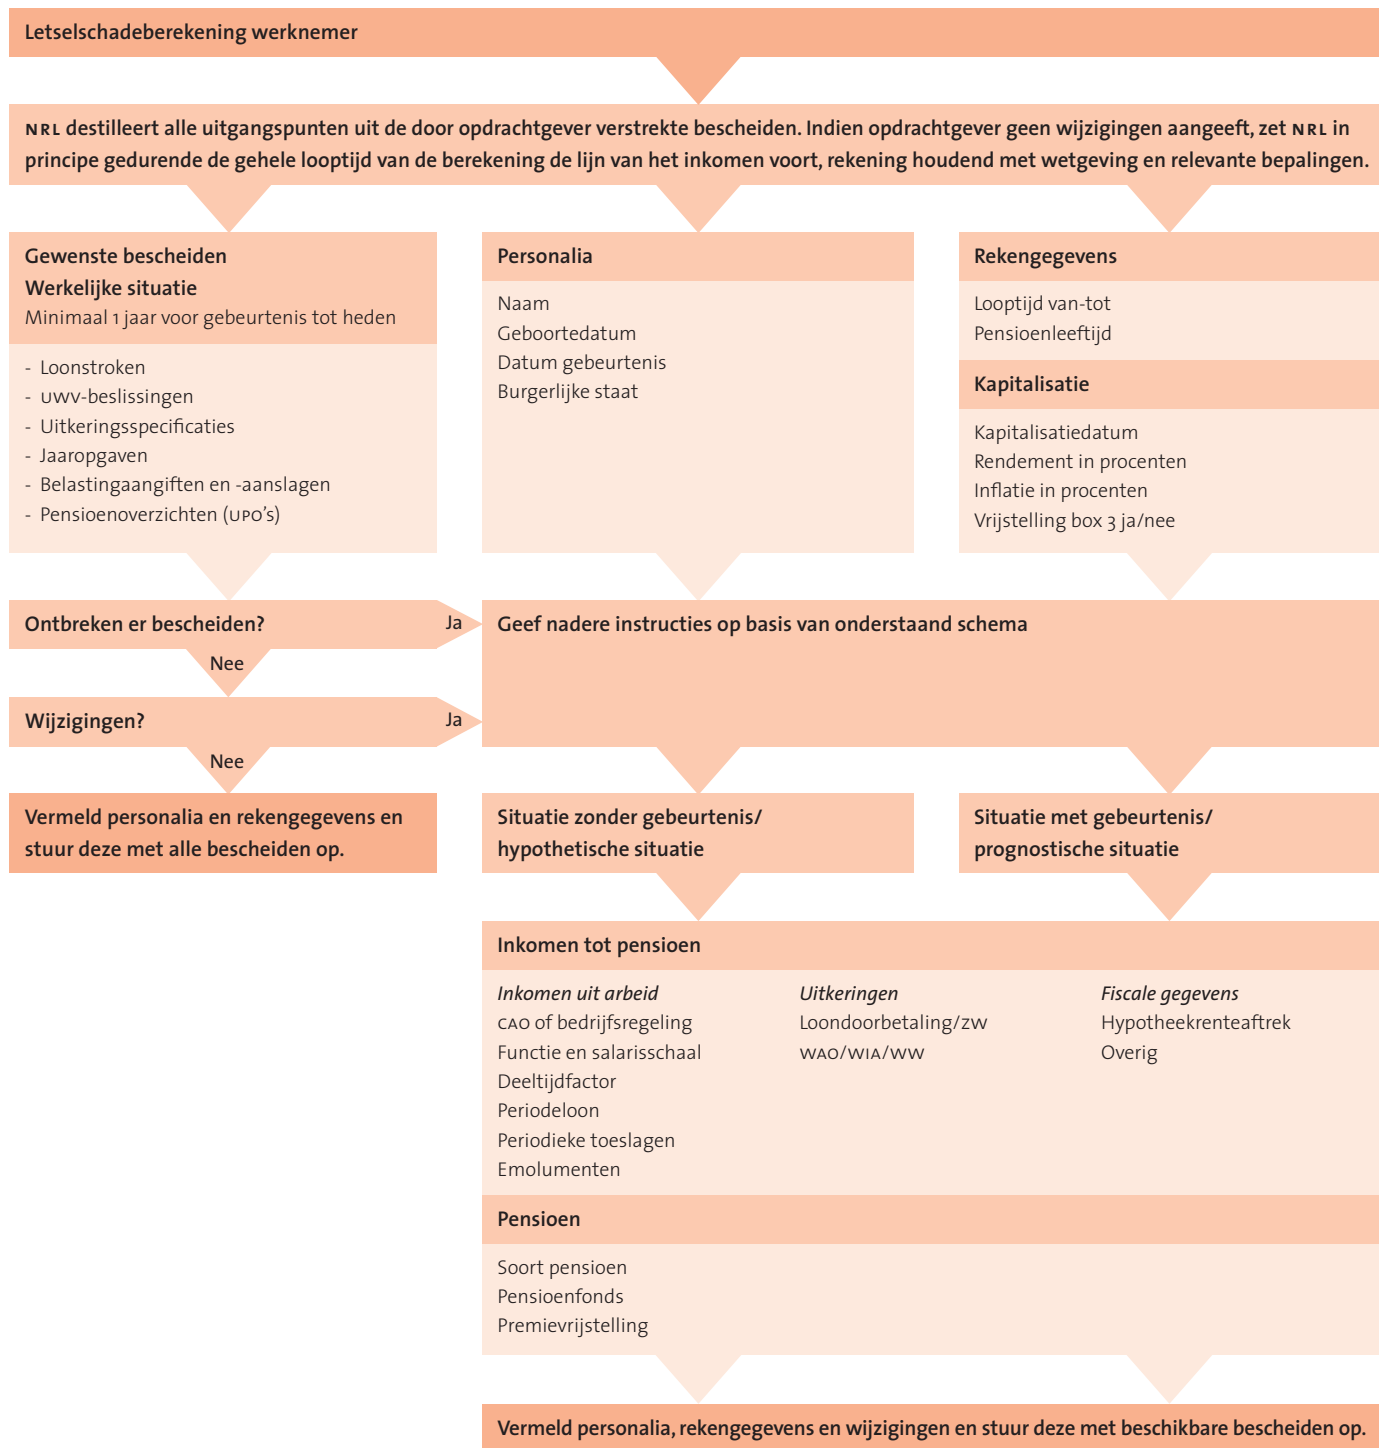 Letselschadeberekening werknemer
NRL destilleert alle uitgangspunten uit de door opdrachtgever verstrekte bescheiden. Indien opdrachtgever geen wijzigingen aangeeft, zet NRL in
principe gedurende de gehele looptijd van de berekening de lijn van het inkomen voort, rekening houdend met wetgeving en relevante bepalingen.
Gewenste bescheiden
Werkelijke situatie
Minimaal 1 jaar voor gebeurtenis tot heden
- Loonstroken
- UWV-beslissingen
- Uitkeringsspecificaties
- Jaaropgaven
- Belastingaangiften en -aanslagen
- Pensioenoverzichten (UPO's)
Personalia
Naam
Geboortedatum
Datum gebeurtenis
Burgerlijke staat
Rekengegevens
Looptijd van-tot
Pensioenleeftijd
Kapitalisatie
Kapitalisatiedatum
Rendement in procenten
Inflatie in procenten
Vrijstelling box 3 ja/nee
Ontbreken er bescheiden?
Ja
Nee
Wijzigingen?
Ja
Nee
Vermeld personalia en rekengegevens en
stuur deze met alle bescheiden op.
Geef nadere instructies op basis van onderstaand schema
Situatie zonder gebeurtenis/
hypothetische situatie
Situatie met gebeurtenis/
prognostische situatie
Inkomen tot pensioen
Inkomen uit arbeid
CAO of bedrijfsregeling
Functie en salarisschaal
Deeltijdfactor
Periodeloon
Periodieke toeslagen
Emolumenten
Uitkeringen
Loondoorbetaling/ZW
WAO/WIA/WW
Fiscale gegevens
Hypotheekrenteaftrek
Overig
Pensioen
Soort pensioen
Pensioenfonds
Premievrijstelling
Vermeld personalia, rekengegevens en wijzigingen en stuur deze met beschikbare bescheiden op.